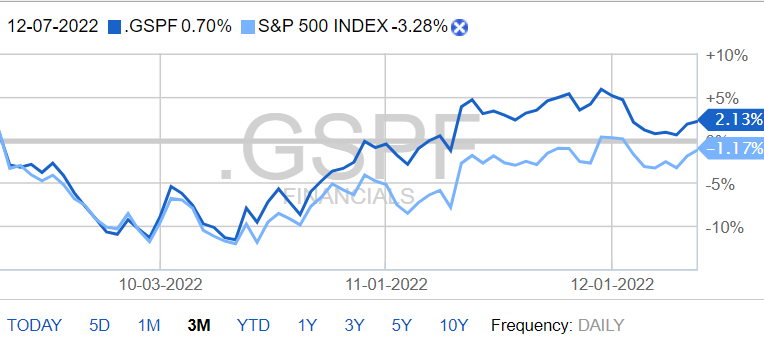 12-07-2022 .GSPF 0.70% S&P 500 INDEX -3.28%
+10%
+5%
2.13%
0%
-1.17%
-5%
-10%
.GSPF
FINANCIALS
10-03-2022 11-01-2022 12-01-2022
TODAY 5D 1M 3M YTD 1Y 3Y 5Y 10Y Frequency: DAILY